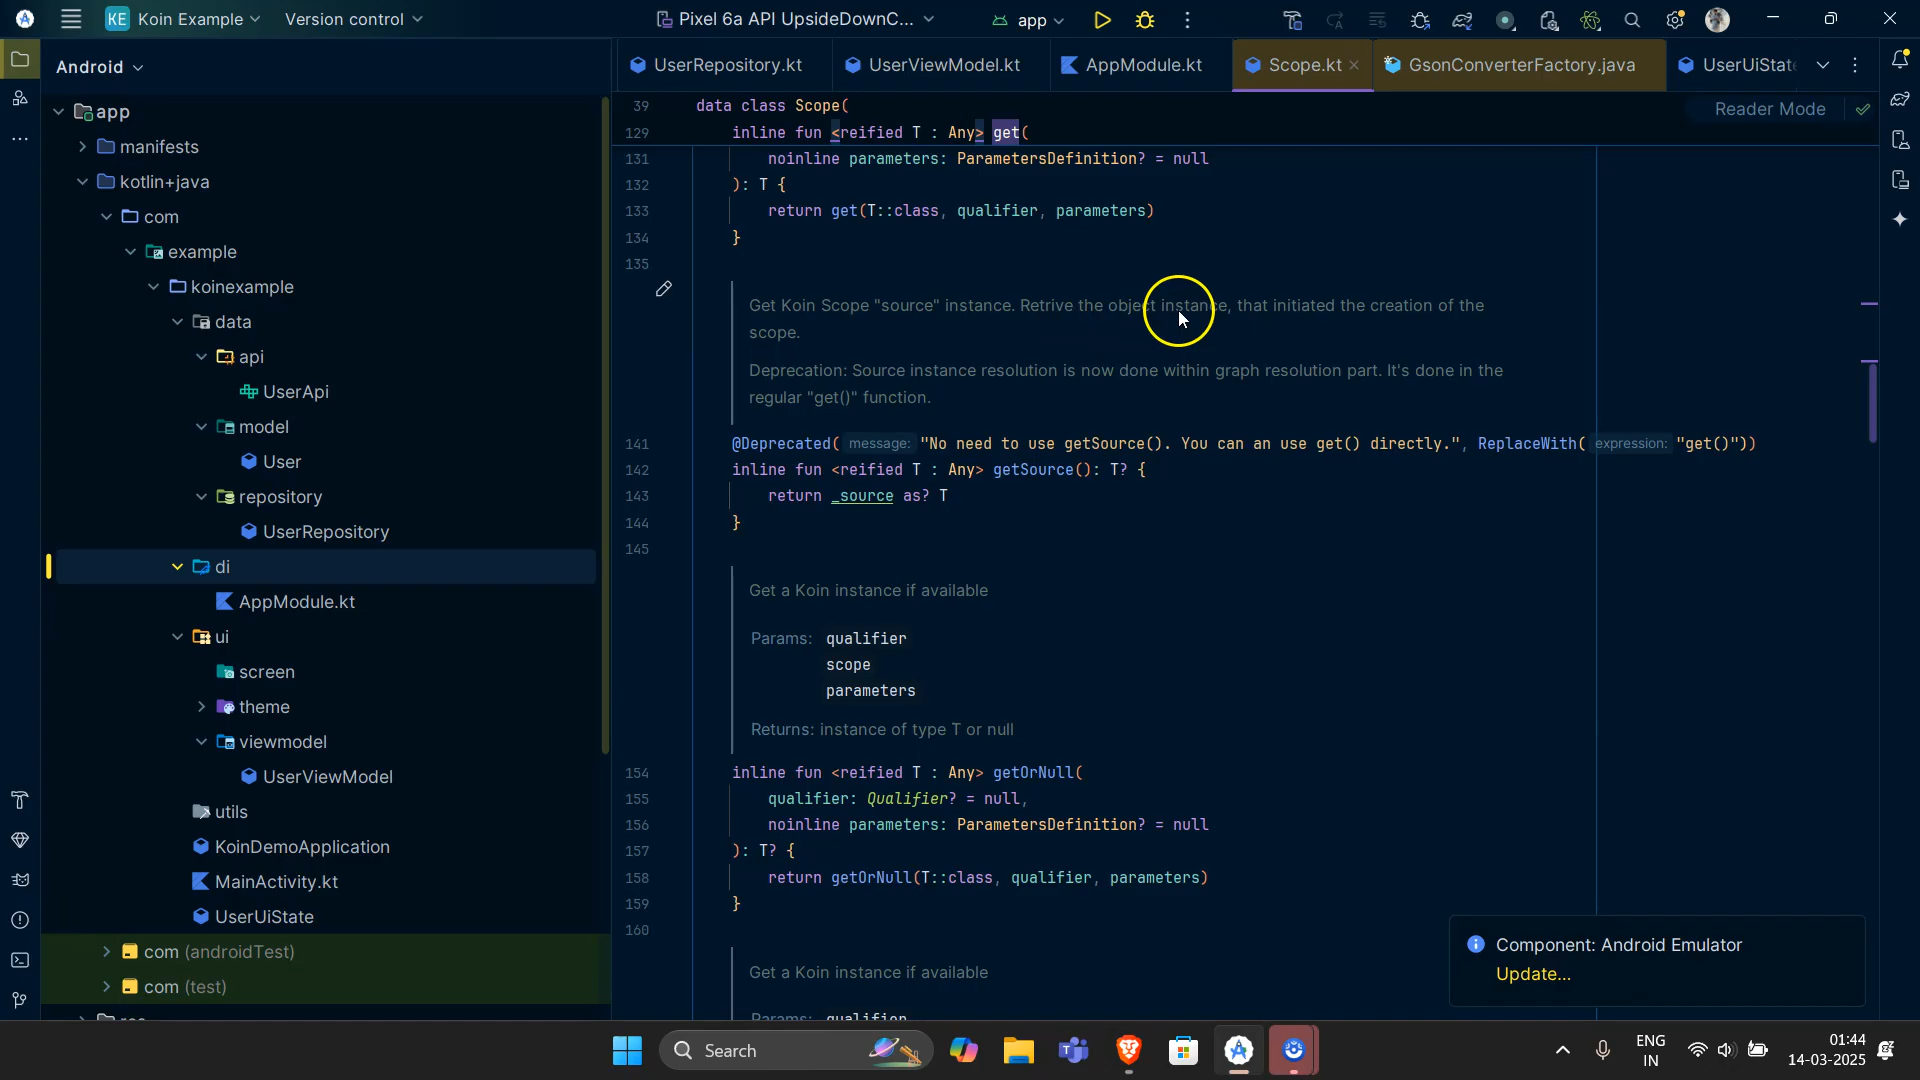 KE Koin Example Version control Pixel 6a API UpsideDownC... app
Android
UserRepository.kt UserViewModel.kt AppModule.kt Scope.kt GsonConverterFactory.java UserUiState
app
manifests
kotlin+java
com
example
koinexample
data
api
UserApi
model
User
repository
UserRepository
di
AppModule.kt
ui
screen
theme
viewmodel
UserViewModel
utils
KoinDemoApplication
MainActivity.kt
UserUiState
com (androidTest)
com (test)
Reader Mode
39 data class Scope(
129 inline fun <reified T : Any> get(
131 noinline parameters: ParametersDefinition? = null
132 ): T {
133 return get(T::class, qualifier, parameters)
134 }
135
Get Koin Scope "source" instance. Retrive the object instance, that initiated the creation of the
scope.
Deprecation: Source instance resolution is now done within graph resolution part. It's done in the
regular "get()" function.
141 @Deprecated( message: "No need to use getSource(). You can an use get() directly.", ReplaceWith( expression: "get()"))
142 inline fun <reified T : Any> getSource(): T? {
143 return _source as? T
144 }
145
Get a Koin instance if available
Params: qualifier
scope
parameters
Returns: instance of type T or null
154 inline fun <reified T : Any> getOrNull(
155 qualifier: Qualifier? = null,
156 noinline parameters: ParametersDefinition? = null
157 ): T? {
158 return getOrNull(T::class, qualifier, parameters)
159 }
160
Get a Koin instance if available
Params: qualifier
Component: Android Emulator
Update...
Search
ENG
IN
01:44
14-03-2025